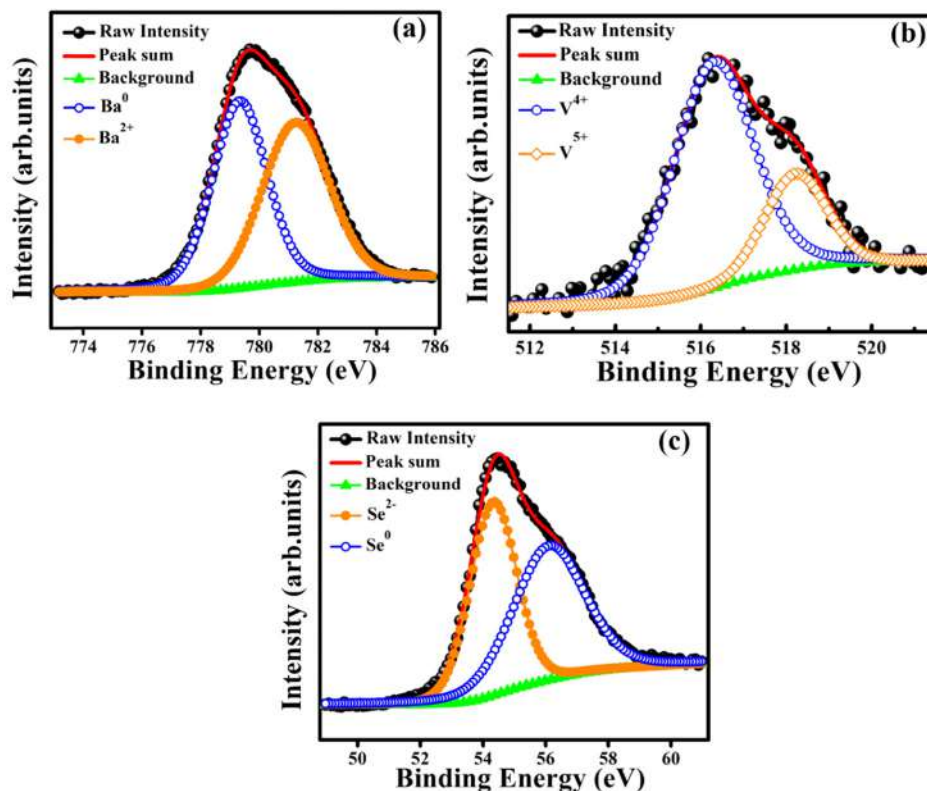 (a)
Raw Intensity
Peak sum
Background
Ba⁰
Ba²⁺
Intensity (arb.units)
774 776 778 780 782 784 786
Binding Energy (eV)
(b)
Raw Intensity
Peak sum
Background
V⁴⁺
V⁵⁺
Intensity (arb.units)
512 514 516 518 520
Binding Energy (eV)
(c)
Raw Intensity
Peak sum
Background
Se²⁻
Se⁰
Intensity (arb.units)
50 52 54 56 58 60
Binding Energy (eV)